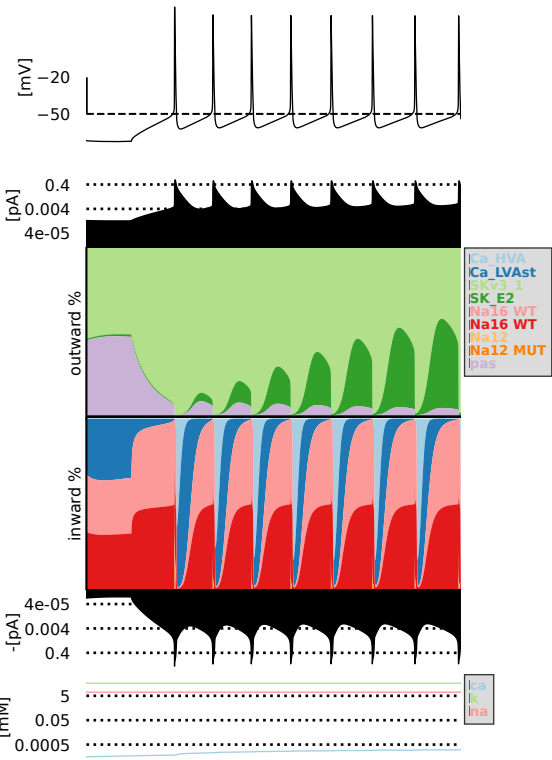 [mV]
−20
−50
[pA]
0.4
0.004
4e-05
outward %
Ca_HVA
Ca_LVAst
SKv3_1
SK_E2
Na16 WT
Na16 WT
Na12
Na12 MUT
pas
inward %
-[pA]
4e-05
0.004
0.4
[mM]
5
0.05
0.0005
ca
k
na